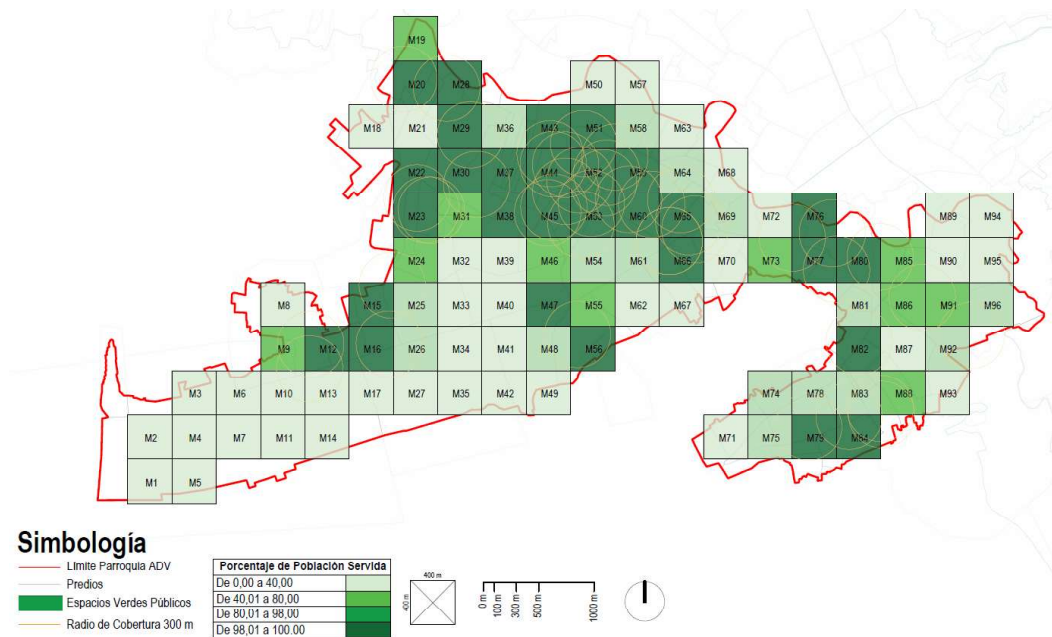 M19
M20 M28 M50 M57
M18 M21 M29 M36 M43 M51 M58 M63
M22 M30 M37 M44 M52 M59 M64 M68
M23 M31 M38 M45 M53 M60 M65 M69 M72 M76 M89 M94
M24 M32 M39 M46 M54 M61 M66 M70 M73 M77 M80 M85 M90 M95
M8 M15 M25 M33 M40 M47 M55 M62 M67 M81 M86 M91 M96
M9 M12 M16 M26 M34 M41 M48 M56 M82 M87 M92
M3 M6 M10 M13 M17 M27 M35 M42 M49 M74 M78 M83 M88 M93
M2 M4 M7 M11 M14 M71 M75 M79 M84
M1 M5
Simbología
Límite Parroquia ADV
Predios
Espacios Verdes Públicos
Radio de Cobertura 300 m
Porcentaje de Población Servida
De 0,00 a 40,00
De 40,01 a 80,00
De 80,01 a 98,00
De 98,01 a 100.00
400 m
400 m
0 m
100 m
300 m
500 m
1000 m